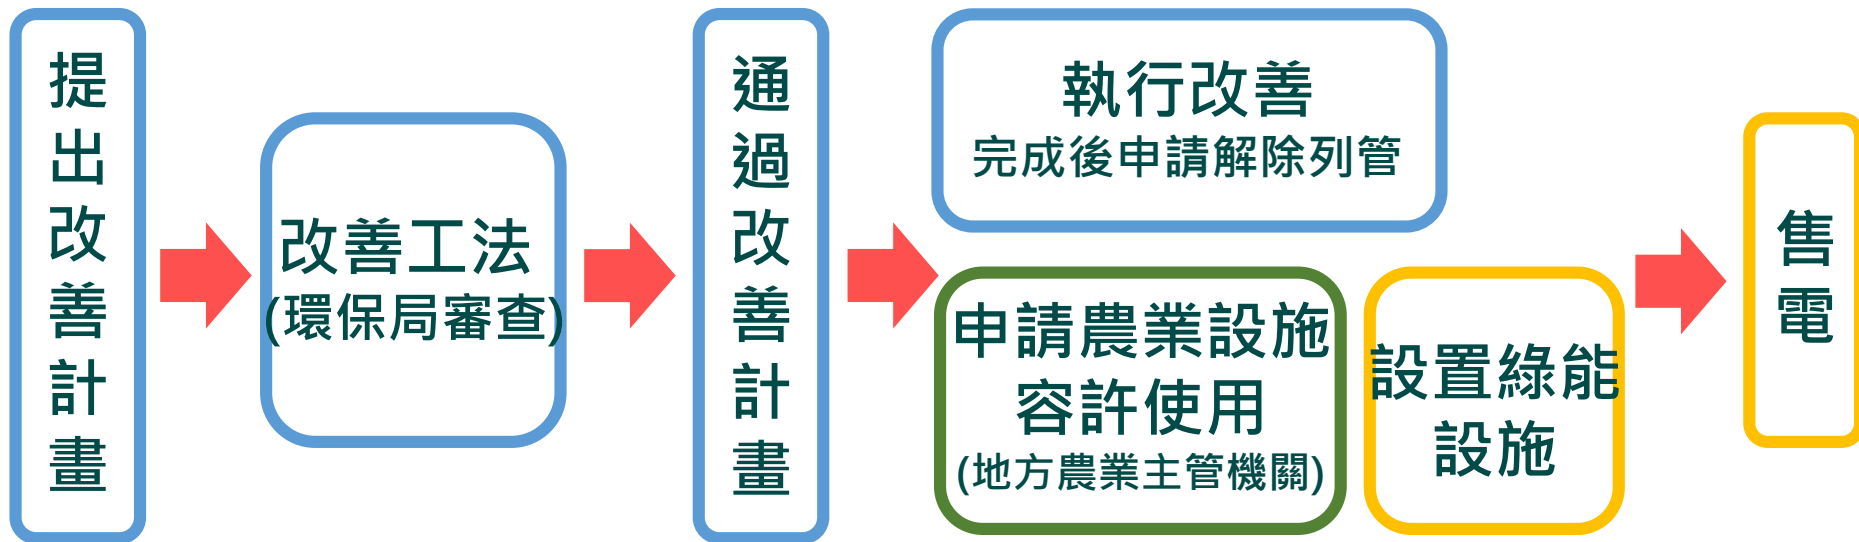 提出改善計畫
改善工法
(環保局審查)
通過改善計畫
執行改善
完成後申請解除列管
申請農業設施
容許使用
(地方農業主管機關)
設置綠能
設施
售電